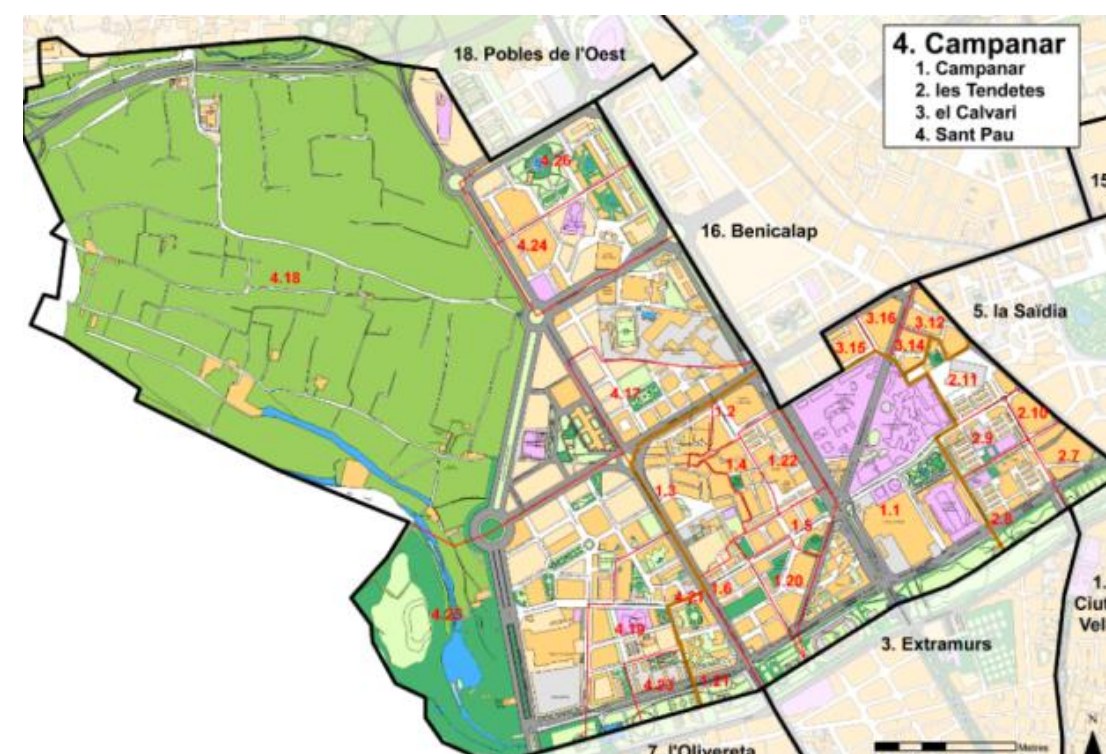 18. Pobles de l'Oest
4. Campanar
1. Campanar
2. les Tendetes
3. el Calvari
4. Sant Pau
4.26
15
16. Benicalap
4.24
4.18
5. la Saïdia
3.16
3.12
3.15
3.14
2.11
4.17
1.2
2.10
2.9
1.4
1.22
2.7
1.3
1.1
1.5
2.8
1.20
1.6
4.21
4.25
4.19
1.
Ciut
Vel
3. Extramurs
4.23
1.21
7. l'Olivereta
Metres
N